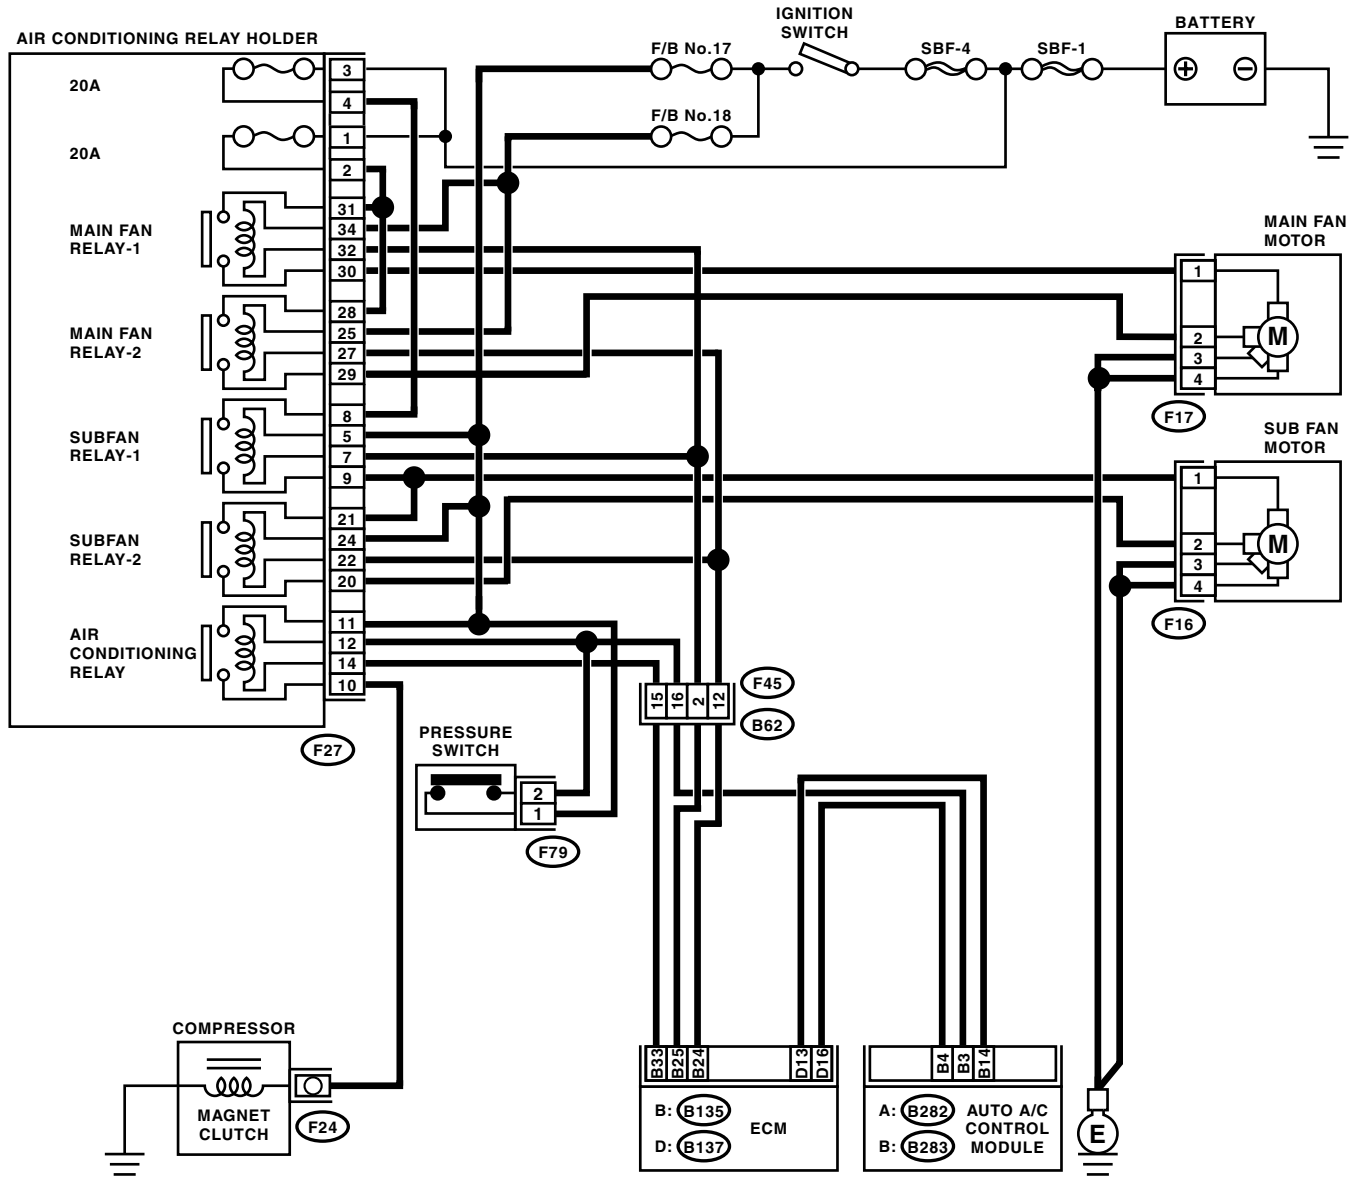 IGNITION
SWITCH
BATTERY
AIR CONDITIONING RELAY HOLDER
F/B No.17
SBF-4
SBF-1
20A
3
4
F/B No.18
20A
1
2
MAIN FAN
RELAY-1
31
34
32
30
MAIN FAN
MOTOR
1
2
3
4
M
F17
MAIN FAN
RELAY-2
28
25
27
29
SUBFAN
RELAY-1
8
5
7
9
SUB FAN
MOTOR
1
2
3
4
M
F16
SUBFAN
RELAY-2
21
24
22
20
AIR
CONDITIONING
RELAY
11
12
14
10
F27
15
16
2
12
F45
B62
PRESSURE
SWITCH
2
1
F79
COMPRESSOR
MAGNET
CLUTCH
F24
B33
B25
B24
D13
D16
B: B135
D: B137
ECM
B4
B3
B14
A: B282
B: B283
AUTO A/C
CONTROL
MODULE
E